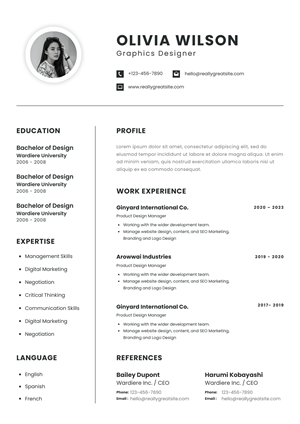 OLIVIA WILSON
Graphics Designer
+123-456-7890
hello@reallygreatsite.com
www.reallygreatsite.com
EDUCATION
Bachelor of Design
Wardiere University
2006 - 2008
Bachelor of Design
Wardiere University
2006 - 2008
Bachelor of Design
Wardiere University
2006 - 2008
EXPERTISE
Management Skills
Digital Marketing
Negotiation
Critical Thinking
Communication Skills
Digital Marketing
Negotiation
LANGUAGE
English
Spanish
French
PROFILE
Lorem ipsum dolor sit amet, consectetur adipiscing elit, sed do
eiusmod tempor incididunt ut labore et dolore magna aliqua. Ut enim
ad minim veniam, quis nostrud exercitation ullamco laboris nisi ut
aliquip ex ea commodo consequat.
WORK EXPERIENCE
Ginyard International Co.
2020 - 2023
Product Design Manager
Working with the wider development team.
Manage website design, content, and SEO Marketing,
Branding and Logo Design
Arowwai Industries
2019 - 2020
Product Design Manager
Working with the wider development team.
Manage website design, content, and SEO Marketing,
Branding and Logo Design
Ginyard International Co.
2017 - 2019
Product Design Manager
Working with the wider development team.
Manage website design, content, and SEO Marketing,
Branding and Logo Design
REFERENCES
Bailey Dupont
Wardiere Inc. / CEO
Phone: 123-456-7890
Email : hello@reallygreatsite.com
Harumi Kobayashi
Wardiere Inc. / CEO
Phone: 123-456-7890
Email : hello@reallygreatsite.com